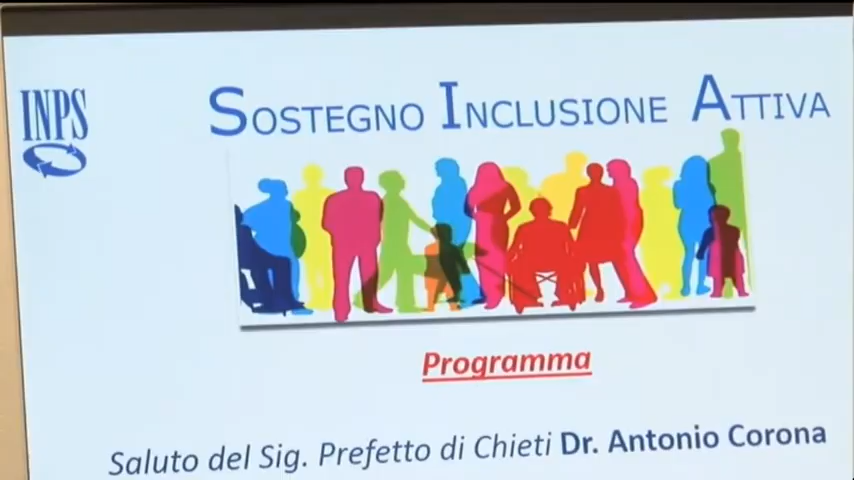 INPS
SOSTEGNO INCLUSIONE ATTIVA
Programma
Saluto del Sig. Prefetto di Chieti Dr. Antonio Corona